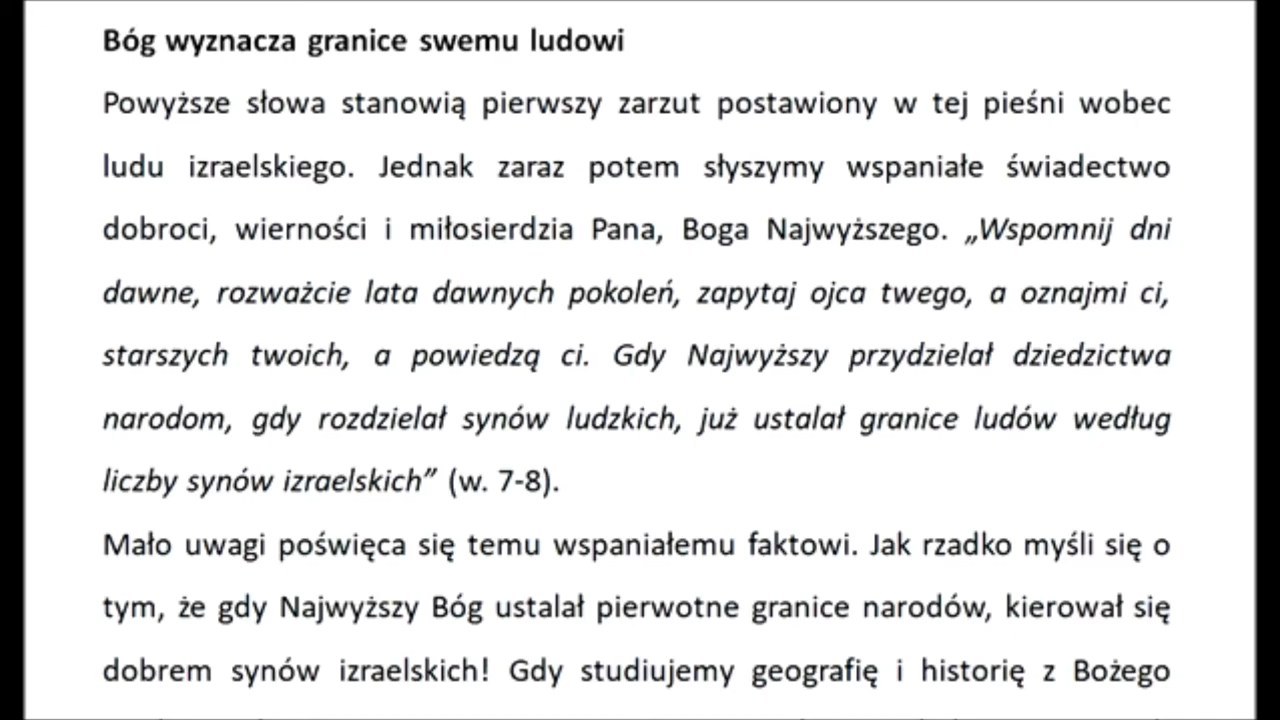 Bóg wyznacza granice swemu ludowi
Powyższe słowa stanowią pierwszy zarzut postawiony w tej pieśni wobec
ludu izraelskiego. Jednak zaraz potem słyszymy wspaniałe świadectwo
dobroci, wierności i miłosierdzia Pana, Boga Najwyższego. „Wspomnij dni
dawne, rozważcie lata dawnych pokoleń, zapytaj ojca twego, a oznajmi ci,
starszych twoich, a powiedzą ci. Gdy Najwyższy przydzielał dziedzictwa
narodom, gdy rozdzielał synów ludzkich, już ustalał granice ludów według
liczby synów izraelskich” (w. 7-8).
Mało uwagi poświęca się temu wspaniałemu faktowi. Jak rzadko myśli się o
tym, że gdy Najwyższy Bóg ustalał pierwotne granice narodów, kierował się
dobrem synów izraelskich! Gdy studiujemy geografię i historię z Bożego